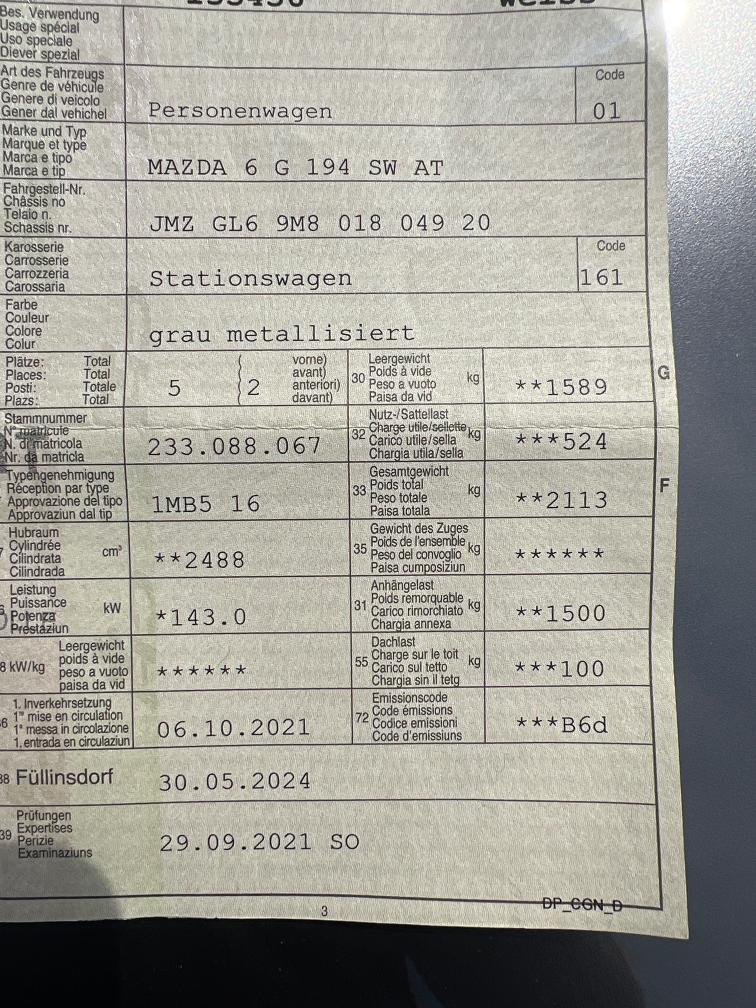 Bes. Verwendung
Usage spécial
Uso speciale
Diever spezial
Art des Fahrzeugs
Genre de véhicule
Genere di veicolo
Gener dal vehichel
Personenwagen
Code
01
Marke und Typ
Marque et type
Marca e tipo
Marca e tip
MAZDA 6 G 194 SW AT
Fahrgestell-Nr.
Châssis no
Telaio n.
Schassis nr.
JMZ GL6 9M8 018 049 20
Karosserie
Carrosserie
Carrozzeria
Carossaria
Stationswagen
Code
161
Farbe
Couleur
Colore
Colur
grau metallisiert
Plätze: Total
Places: Total
Posti: Totale
Plazs: Total
5
2
vorne)
avant)
anteriori)
davant)
30 Leergewicht
Poids à vide
Peso a vuoto
Paisa da vid
kg
**1589
G
Stammnummer
N° matricule
N. di matricola
Nr. da matricla
233.088.067
32 Nutz-/Sattellast
Charge utile/sellette
Carico utile/sella
Chargia utila/sella
kg
***524
Typengenehmigung
Réception par type
Approvazione del tipo
Approvaziun dal tip
1MB5 16
33 Gesamtgewicht
Poids total
Peso totale
Paisa totala
kg
**2113
F
Hubraum
Cylindrée
Cilindrata
Cilindrada
cm³
**2488
35 Gewicht des Zuges
Poids de l'ensemble
Peso del convoglio
Paisa cumposiziun
kg
******
Leistung
Puissance
Potenza
Prestaziun
kW
*143.0
31 Anhängelast
Poids remorquable
Carico rimorchiato
Chargia annexa
kg
**1500
kW/kg
Leergewicht
poids à vide
peso a vuoto
paisa da vid
******
55 Dachlast
Charge sur le toit
Carico sul tetto
Chargia sin il tetg
kg
***100
1. Inverkehrsetzung
1re mise en circulation
1a messa in circolazione
1. entrada en circulaziun
06.10.2021
72 Emissionscode
Code émissions
Codice emissioni
Code d'emissiuns
***B6d
38 Füllinsdorf
30.05.2024
39 Prüfungen
Expertises
Perizie
Examinaziuns
29.09.2021 SO
3
DP_CGN_D